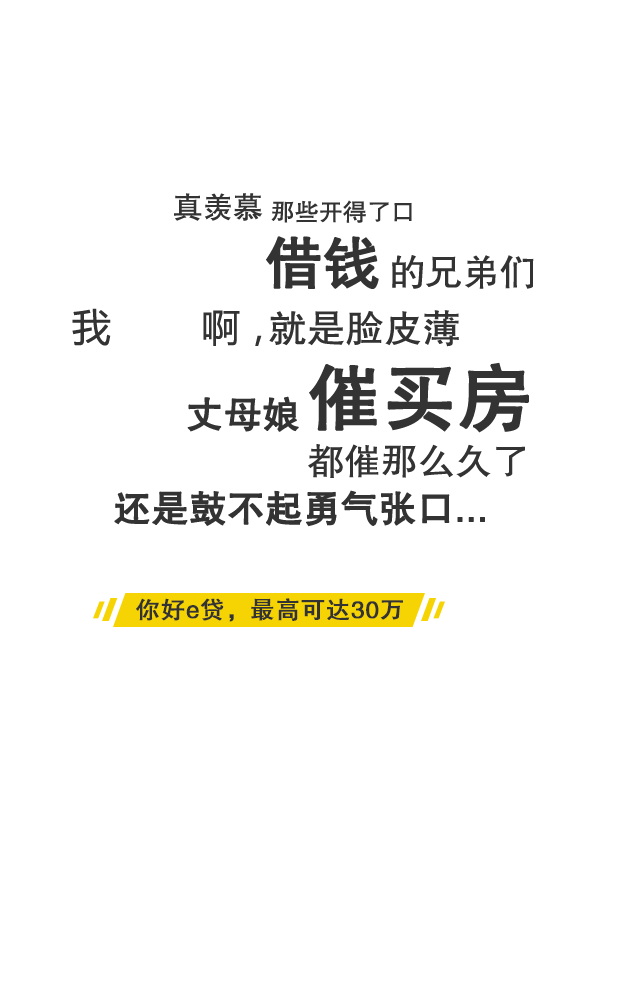 真羡慕 那些开得了口
借钱 的兄弟们
我 啊,就是脸皮薄
丈母娘 催买房
都催那么久了
还是鼓不起勇气张口...
你好e贷，最高可达30万